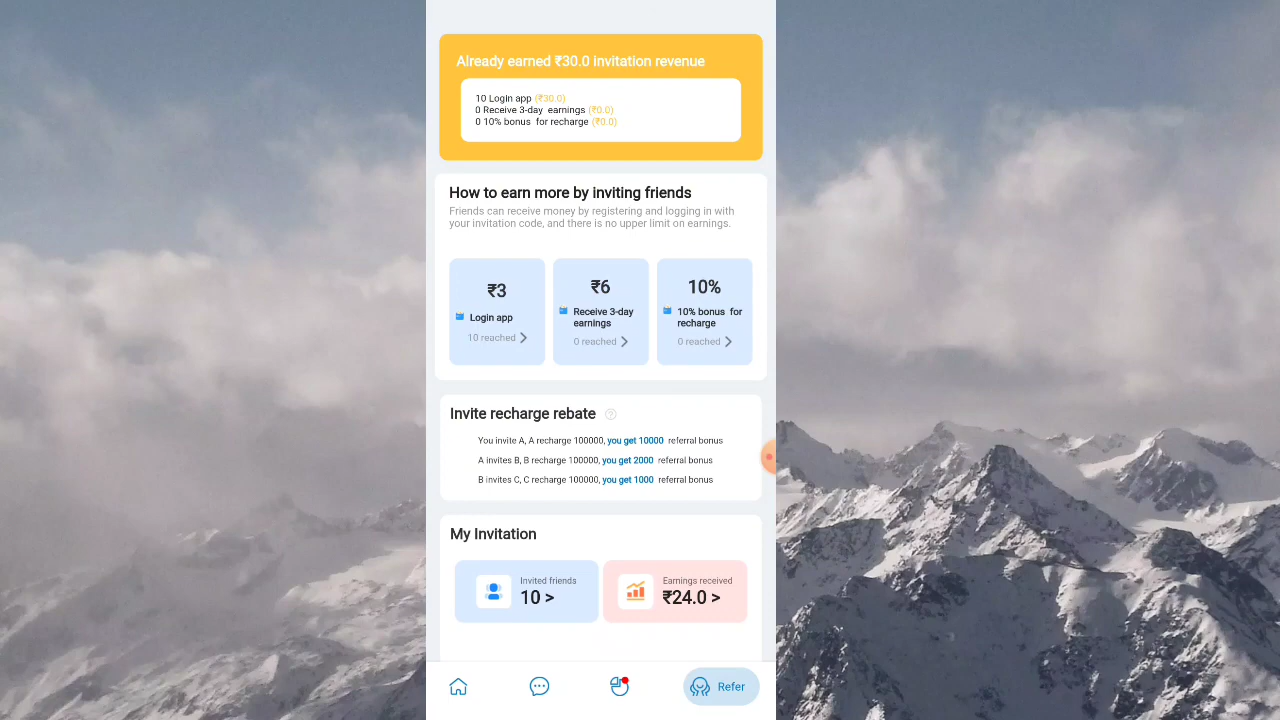 Already earned ₹30.0 invitation revenue
10 Login app (₹30.0)
0 Receive 3-day earnings (₹0.0)
0 10% bonus for recharge (₹0.0)
How to earn more by inviting friends
Friends can receive money by registering and logging in with
your invitation code, and there is no upper limit on earnings.
₹3
Login app
10 reached
₹6
Receive 3-day
earnings
0 reached
10%
10% bonus for
recharge
0 reached
Invite recharge rebate
You invite A, A recharge 100000, you get 10000 referral bonus
A invites B, B recharge 100000, you get 2000 referral bonus
B invites C, C recharge 100000, you get 1000 referral bonus
My Invitation
Invited friends
10 >
Earnings received
₹24.0 >
Refer